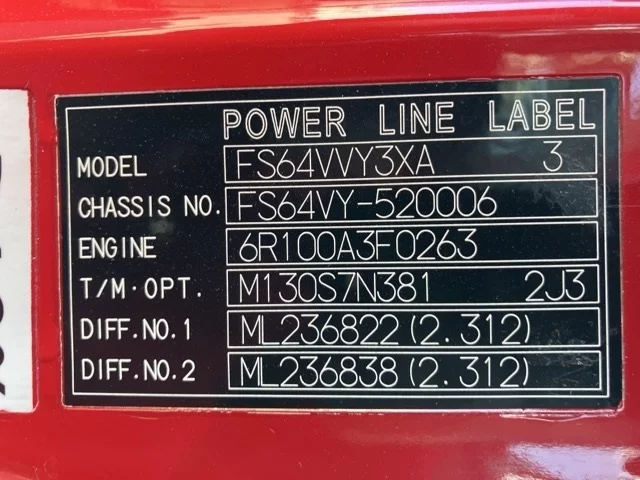 POWER LINE LABEL
MODEL FS64VVY3XA 3
CHASSIS NO. FS64VY-520006
ENGINE 6R100A3F0263
T/M·OPT. M130S7N381 2J3
DIFF.NO.1 ML236822(2.312)
DIFF.NO.2 ML236838(2.312)